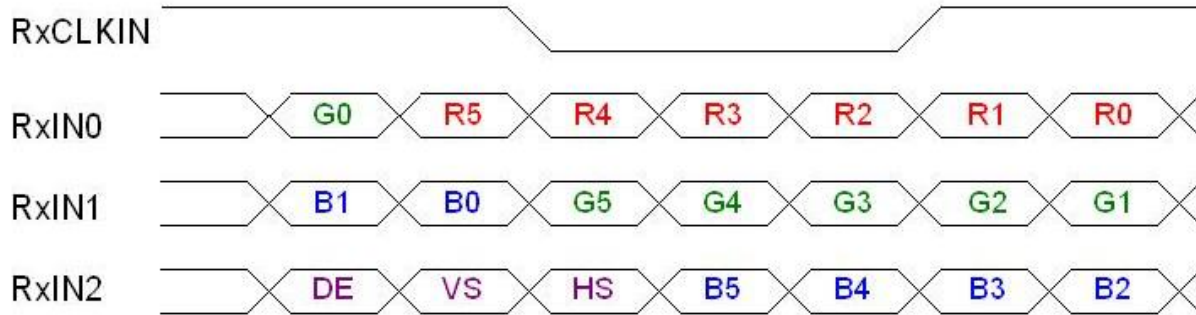 RxCLKIN
RxIN0 G0 R5 R4 R3 R2 R1 R0
RxIN1 B1 B0 G5 G4 G3 G2 G1
RxIN2 DE VS HS B5 B4 B3 B2